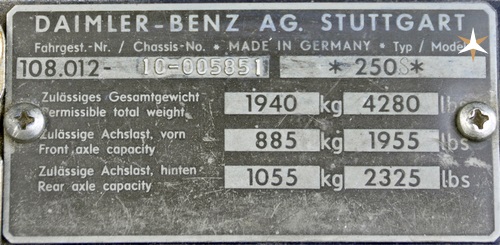 DAIMLER-BENZ AG. STUTTGART
Fahrgest.-Nr. / Chassis-No. • MADE IN GERMANY • Typ / Model
108.012- 10-005851 * 250S*
Zulässiges Gesamtgewicht
Permissible total weight. 1940 kg 4280 lbs
Zulässige Achslast, vorn
Front axle capacity 885 kg 1955 lbs
Zulässige Achslast, hinten
Rear axle capacity 1055 kg 2325 lbs